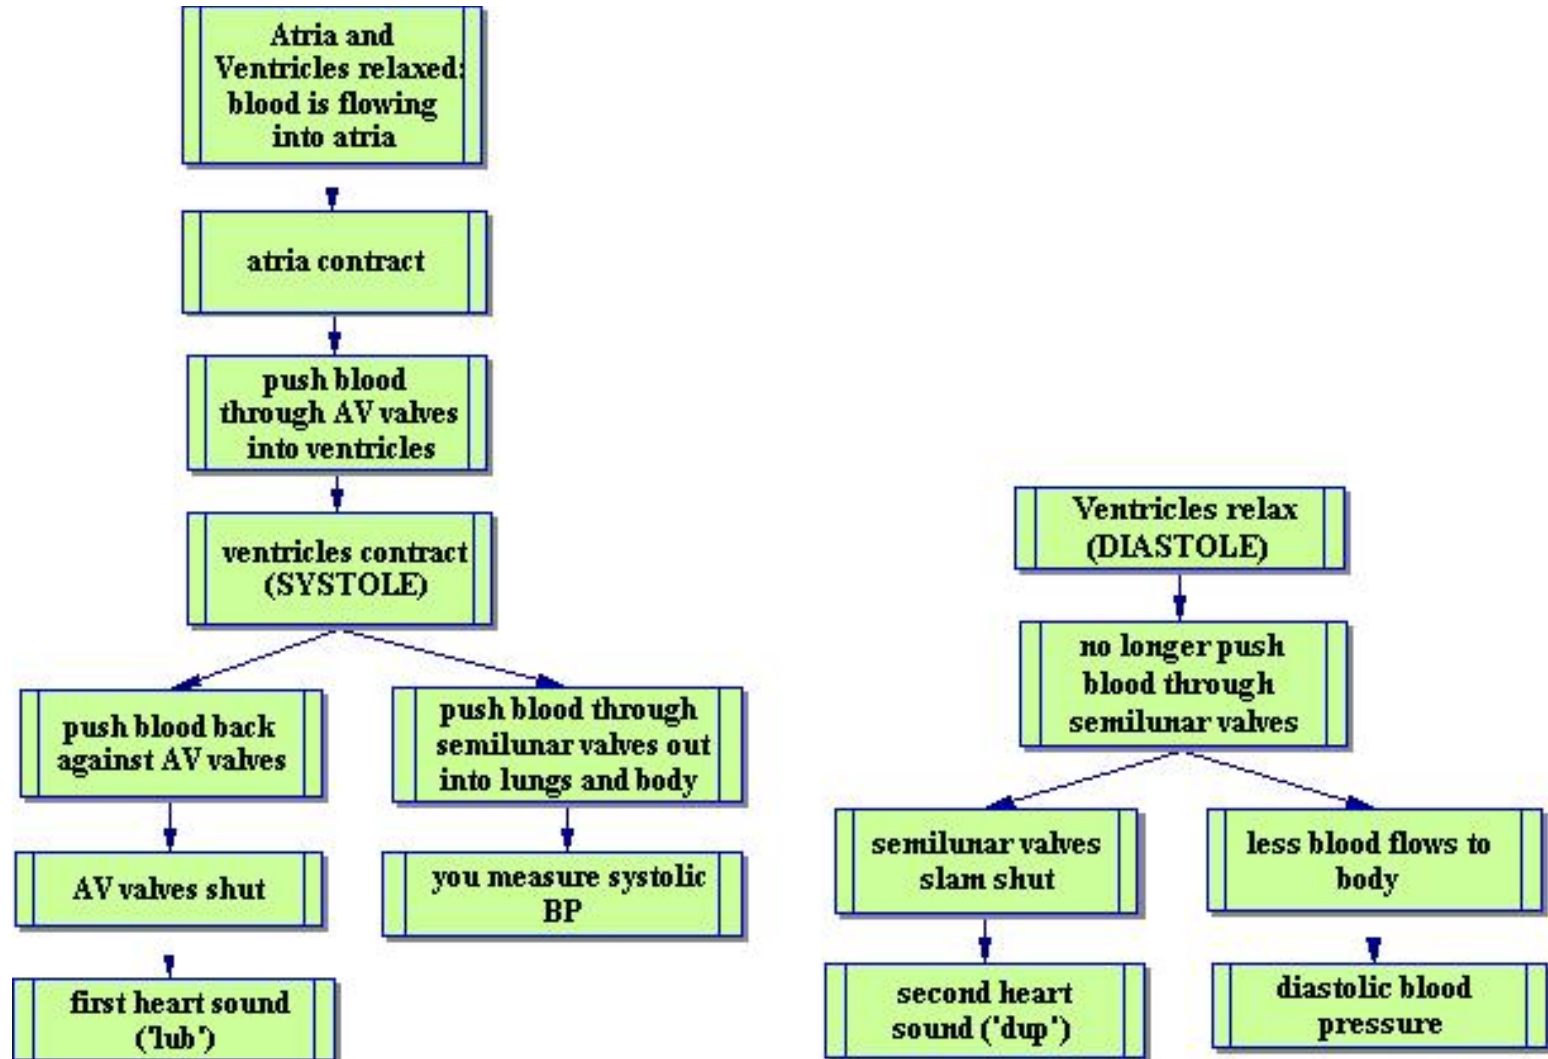 Atria and
Ventricles relaxed:
blood is flowing
into atria
atria contract
push blood
through AV valves
into ventricles
ventricles contract
(SYSTOLE)
push blood back
against AV valves
AV valves shut
first heart sound
('lub')
push blood through
semilunar valves out
into lungs and body
you measure systolic
BP
Ventricles relax
(DIASTOLE)
no longer push
blood through
semilunar valves
semilunar valves
slam shut
second heart
sound ('dup')
less blood flows to
body
diastolic blood
pressure